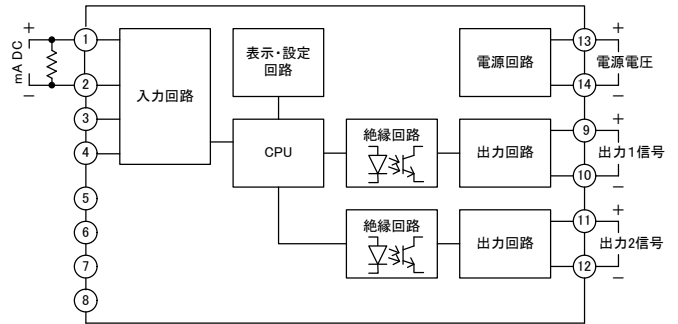 +
mA DC
−
1
2
3
4
5
6
7
8
入力回路
表示・設定
回路
CPU
絶縁回路
絶縁回路
電源回路
出力回路
出力回路
13
14
9
10
11
12
+
電源電圧
−
+
出力1信号
−
+
出力2信号
−